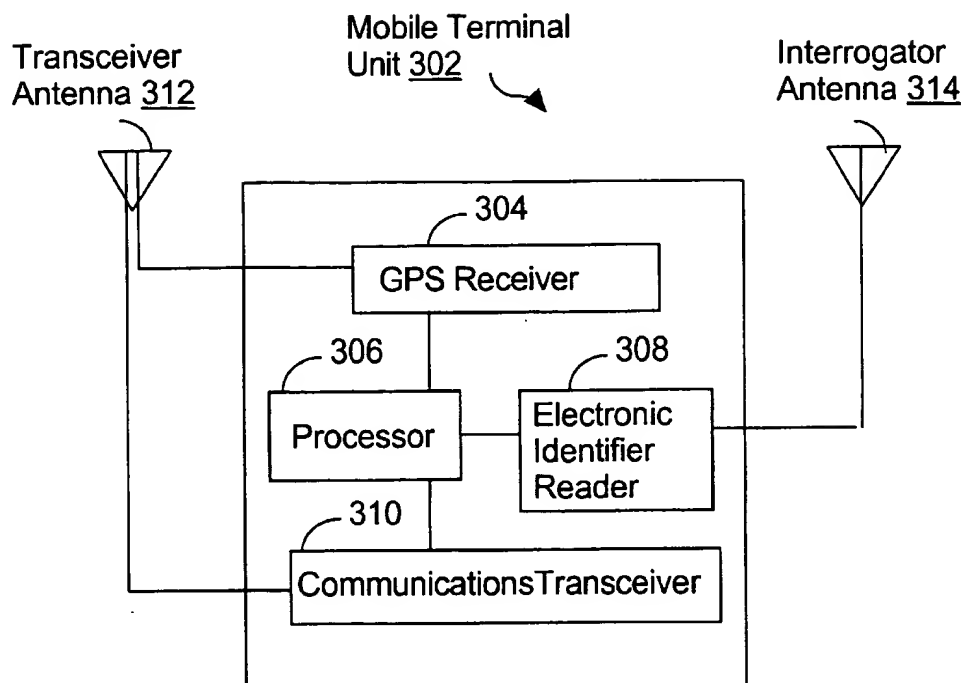 Mobile Terminal
Unit 302
Transceiver
Antenna 312
Interrogator
Antenna 314
304
GPS Receiver
306
Processor
308
Electronic
Identifier
Reader
310
CommunicationsTransceiver